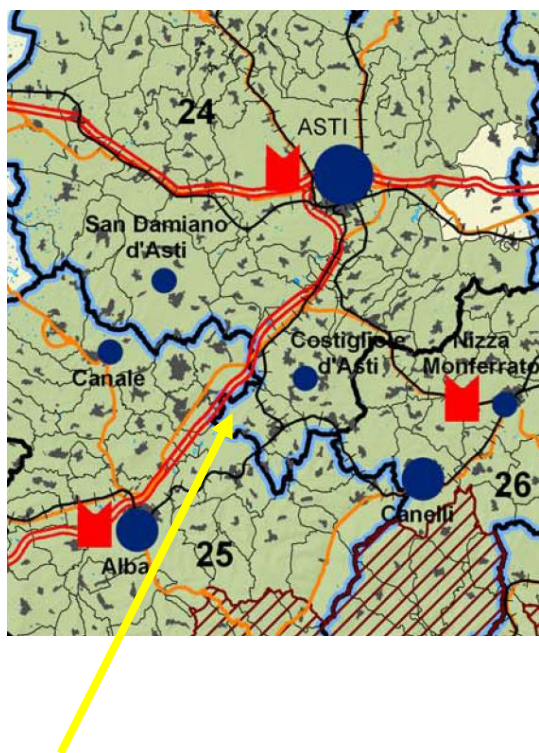 24
ASTI
San Damiano
d'Asti
Canale
Costigliole
d'Asti
Nizza
Monferrato
26
Canelli
25
Alba